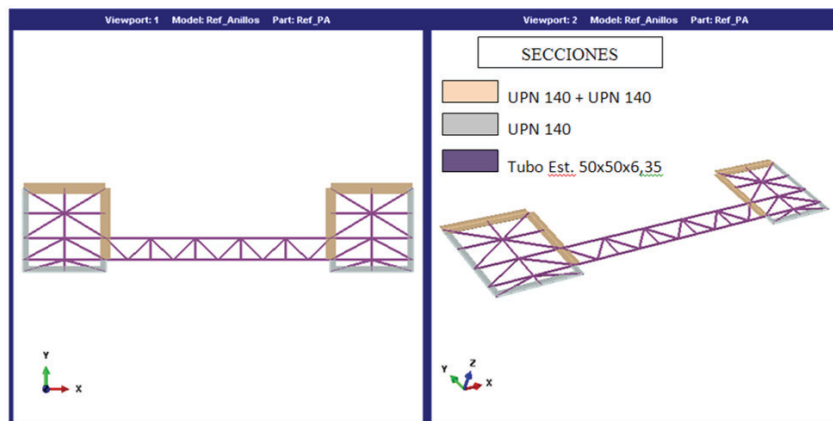 Viewport: 1 Model: Ref_Anillos Part: Ref_PA
Y
X
Viewport: 2 Model: Ref_Anillos Part: Ref_PA
SECCIONES
UPN 140 + UPN 140
UPN 140
Tubo Est. 50x50x6,35
Y
Z
X